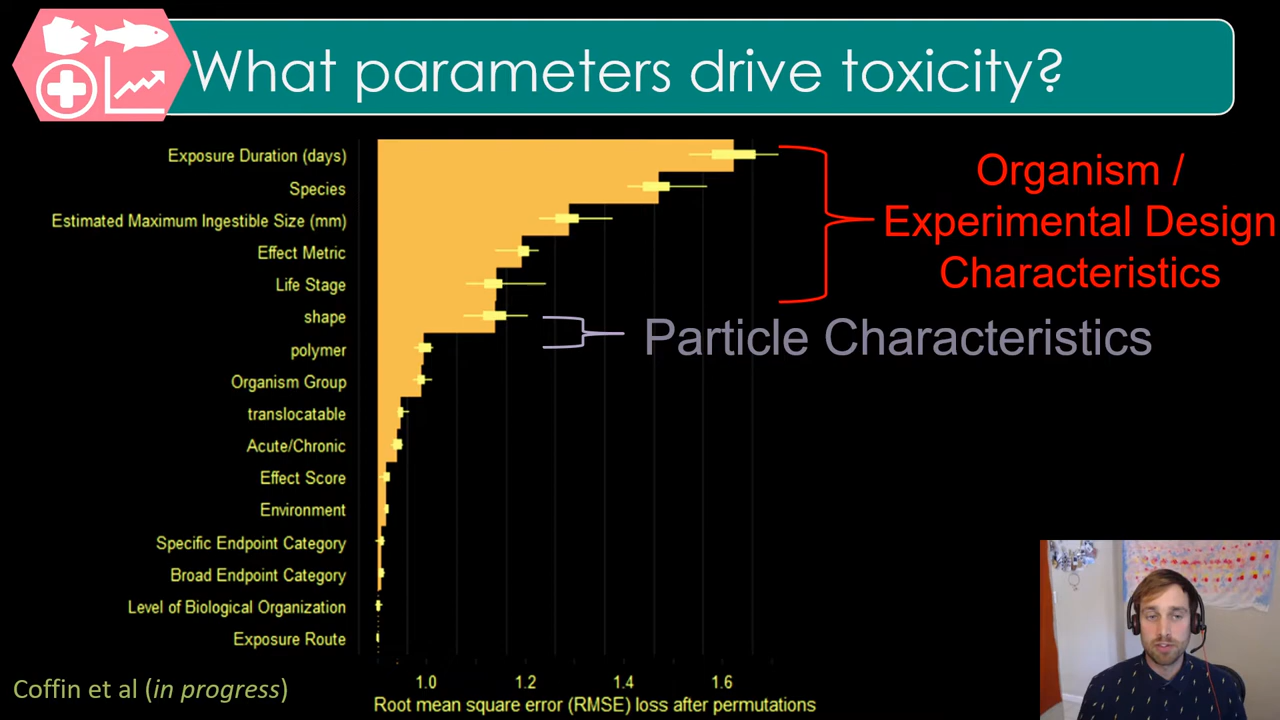 What parameters drive toxicity?
Exposure Duration (days)
Species
Estimated Maximum Ingestible Size (mm)
Effect Metric
Life Stage
shape
polymer
Organism Group
translocatable
Acute/Chronic
Effect Score
Environment
Specific Endpoint Category
Broad Endpoint Category
Level of Biological Organization
Exposure Route
1.0 1.2 1.4 1.6
Root mean square error (RMSE) loss after permutations
Organism /
Experimental Design
Characteristics
Particle Characteristics
Coffin et al (in progress)